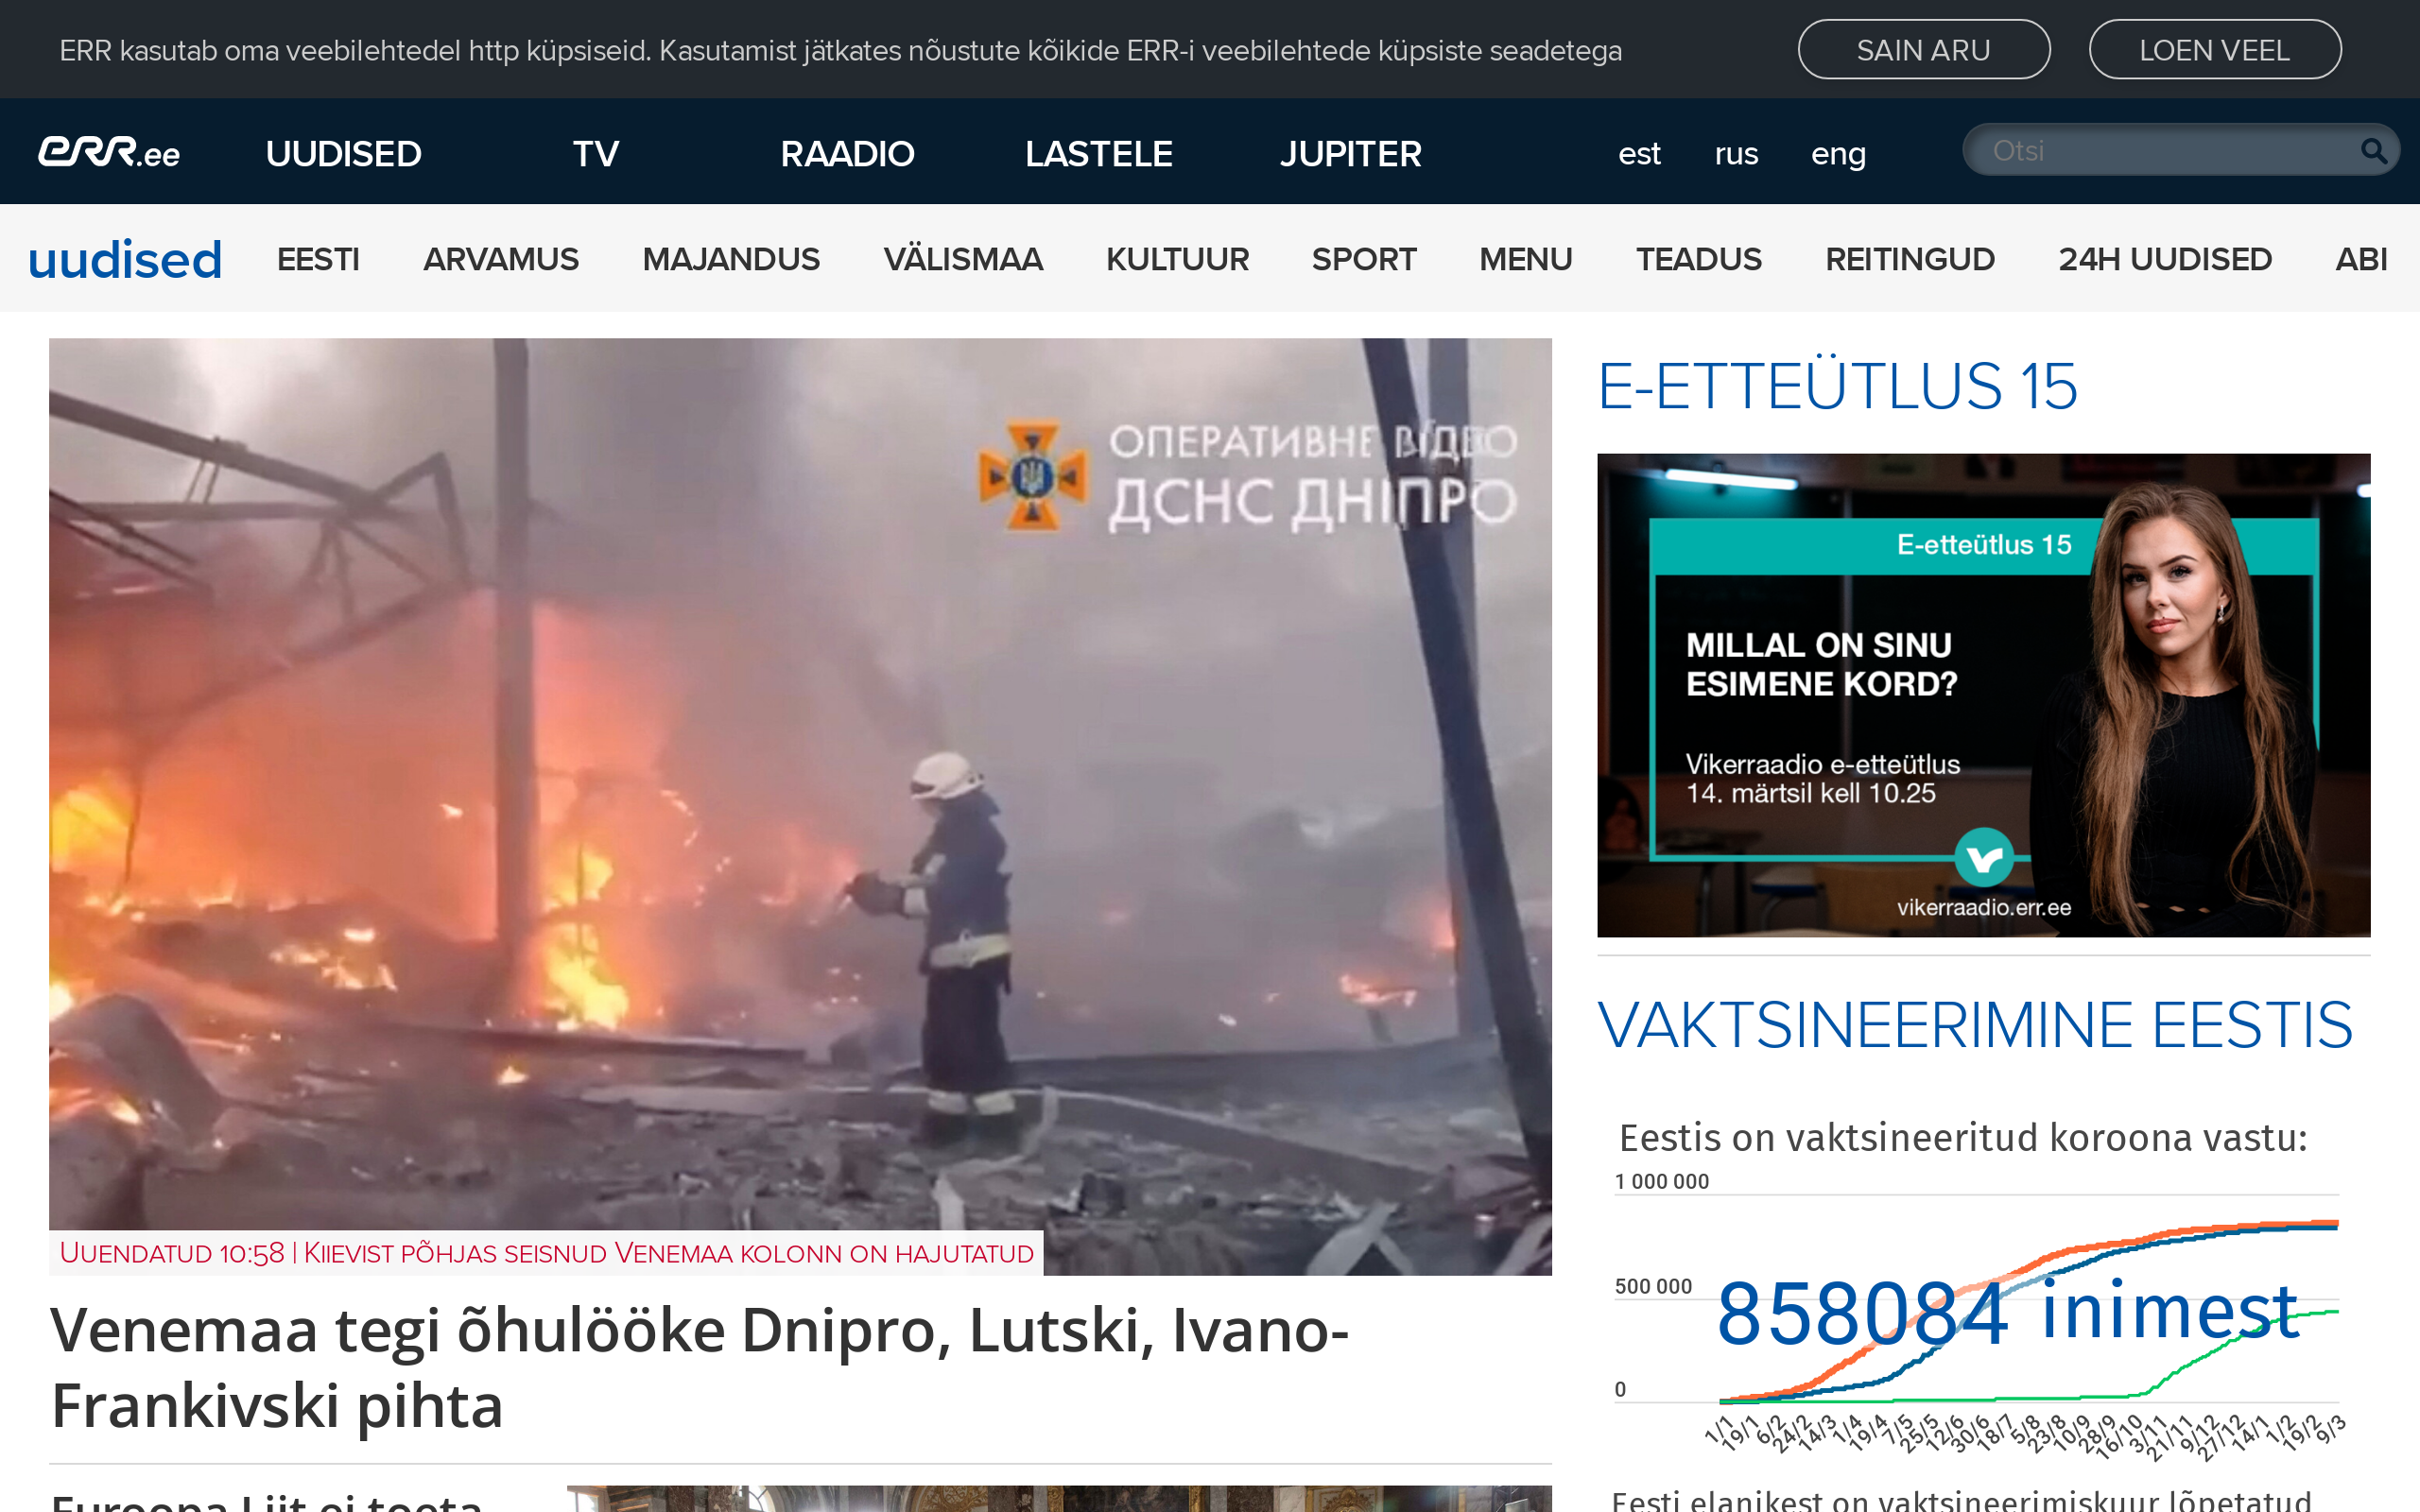 ERR kasutab oma veebilehtedel http küpsiseid. Kasutamist jätkates nõustute kõikide ERR-i veebilehtede küpsiste seadetega
SAIN ARU
LOEN VEEL
err.ee
UUDISED
TV
RAADIO
LASTELE
JUPITER
est
rus
eng
Otsi
uudised
EESTI
ARVAMUS
MAJANDUS
VÄLISMAA
KULTUUR
SPORT
MENU
TEADUS
REITINGUD
24H UUDISED
ABI
ОПЕРАТИВНЕ ВІДЕО
ДСНС ДНІПРО
Uuendatud 10:58 | Kiievist põhjas seisnud Venemaa kolonn on hajutatud
Venemaa tegi õhulööke Dnipro, Lutski, Ivano-
Frankivski pihta
Euroopa Liit ei toeta
E-ETTEÜTLUS 15
E-etteütlus 15
MILLAL ON SINU
ESIMENE KORD?
Vikerraadio e-etteütlus
14. märtsil kell 10.25
vikerraadio.err.ee
VAKTSINEERIMINE EESTIS
Eestis on vaktsineeritud koroona vastu:
1 000 000
500 000
858084 inimest
0
1/1
19/1
6/2
24/2
14/3
1/4
19/4
7/5
25/5
12/6
30/6
18/7
5/8
23/8
10/9
28/9
16/10
3/11
21/11
9/12
27/12
14/1
1/2
19/2
9/3
Eesti elanikest on vaktsineerimiskuur lõpetatud